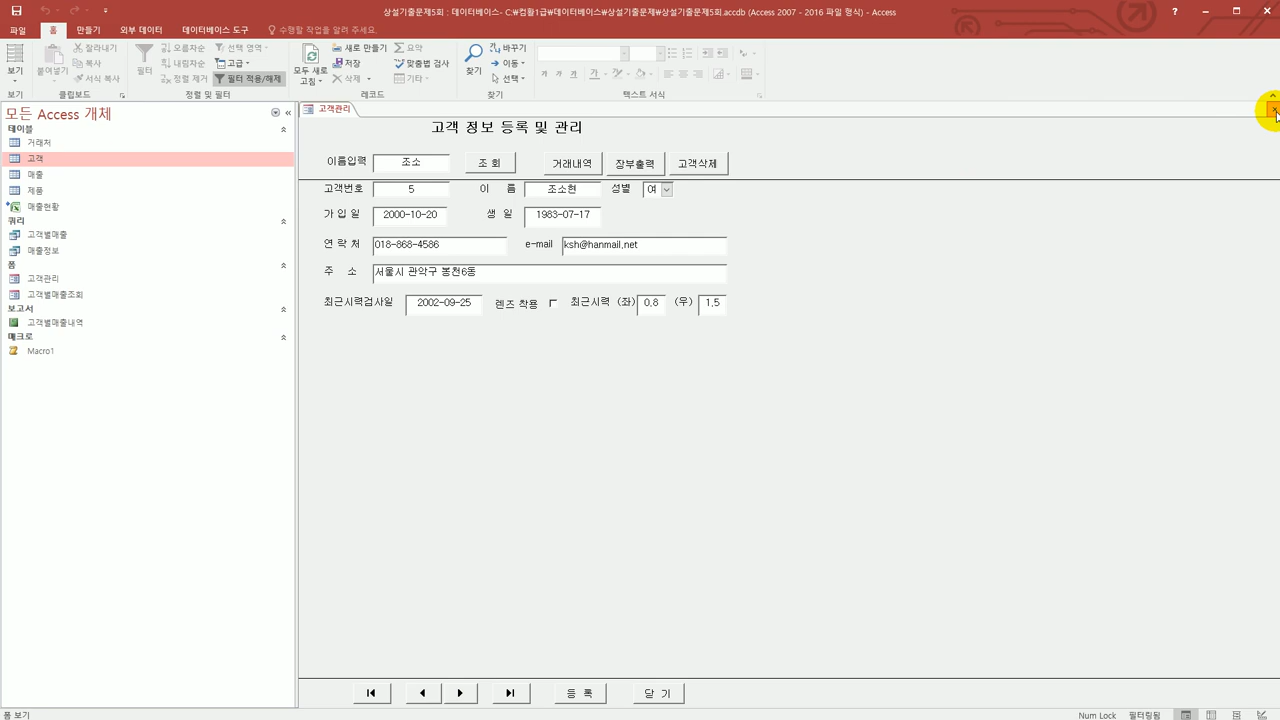 상설기출문제5회 : 데이터베이스- C:₩컴활1급₩데이터베이스₩상설기출문제₩상설기출문제5회.accdb (Access 2007 - 2016 파일 형식) - Access
파일 홈 만들기 외부 데이터 데이터베이스 도구 수행할 작업을 알려 주세요.
보기
보기
붙여넣기
잘라내기
복사
서식 복사
클립보드
필터
오름차순
내림차순
정렬 제거
선택 영역
고급
필터 적용/해제
정렬 및 필터
모두 새로 고침
새로 만들기
저장
삭제
요약
맞춤법 검사
기타
레코드
찾기
바꾸기
이동
선택
찾기
가 가 가 가
텍스트 서식
모든 Access 개체
테이블
거래처
고객
매출
제품
매출현황
쿼리
고객별매출
매출정보
폼
고객관리
고객별매출조회
보고서
고객별매출내역
매크로
Macro1
고객관리
고객 정보 등록 및 관리
이름입력 조소 조 회 거래내역 장부출력 고객삭제
고객번호 5 이 름 조소현 성별 여
가 입 일 2000-10-20 생 일 1983-07-17
연 락 처 018-868-4586 e-mail ksh@hanmail.net
주 소 서울시 관악구 봉천6동
최근시력검사일 2002-09-25 렌즈 착용 최근시력 (좌) 0.8 (우) 1.5
등 록 닫 기
폼 보기 Num Lock 필터링됨